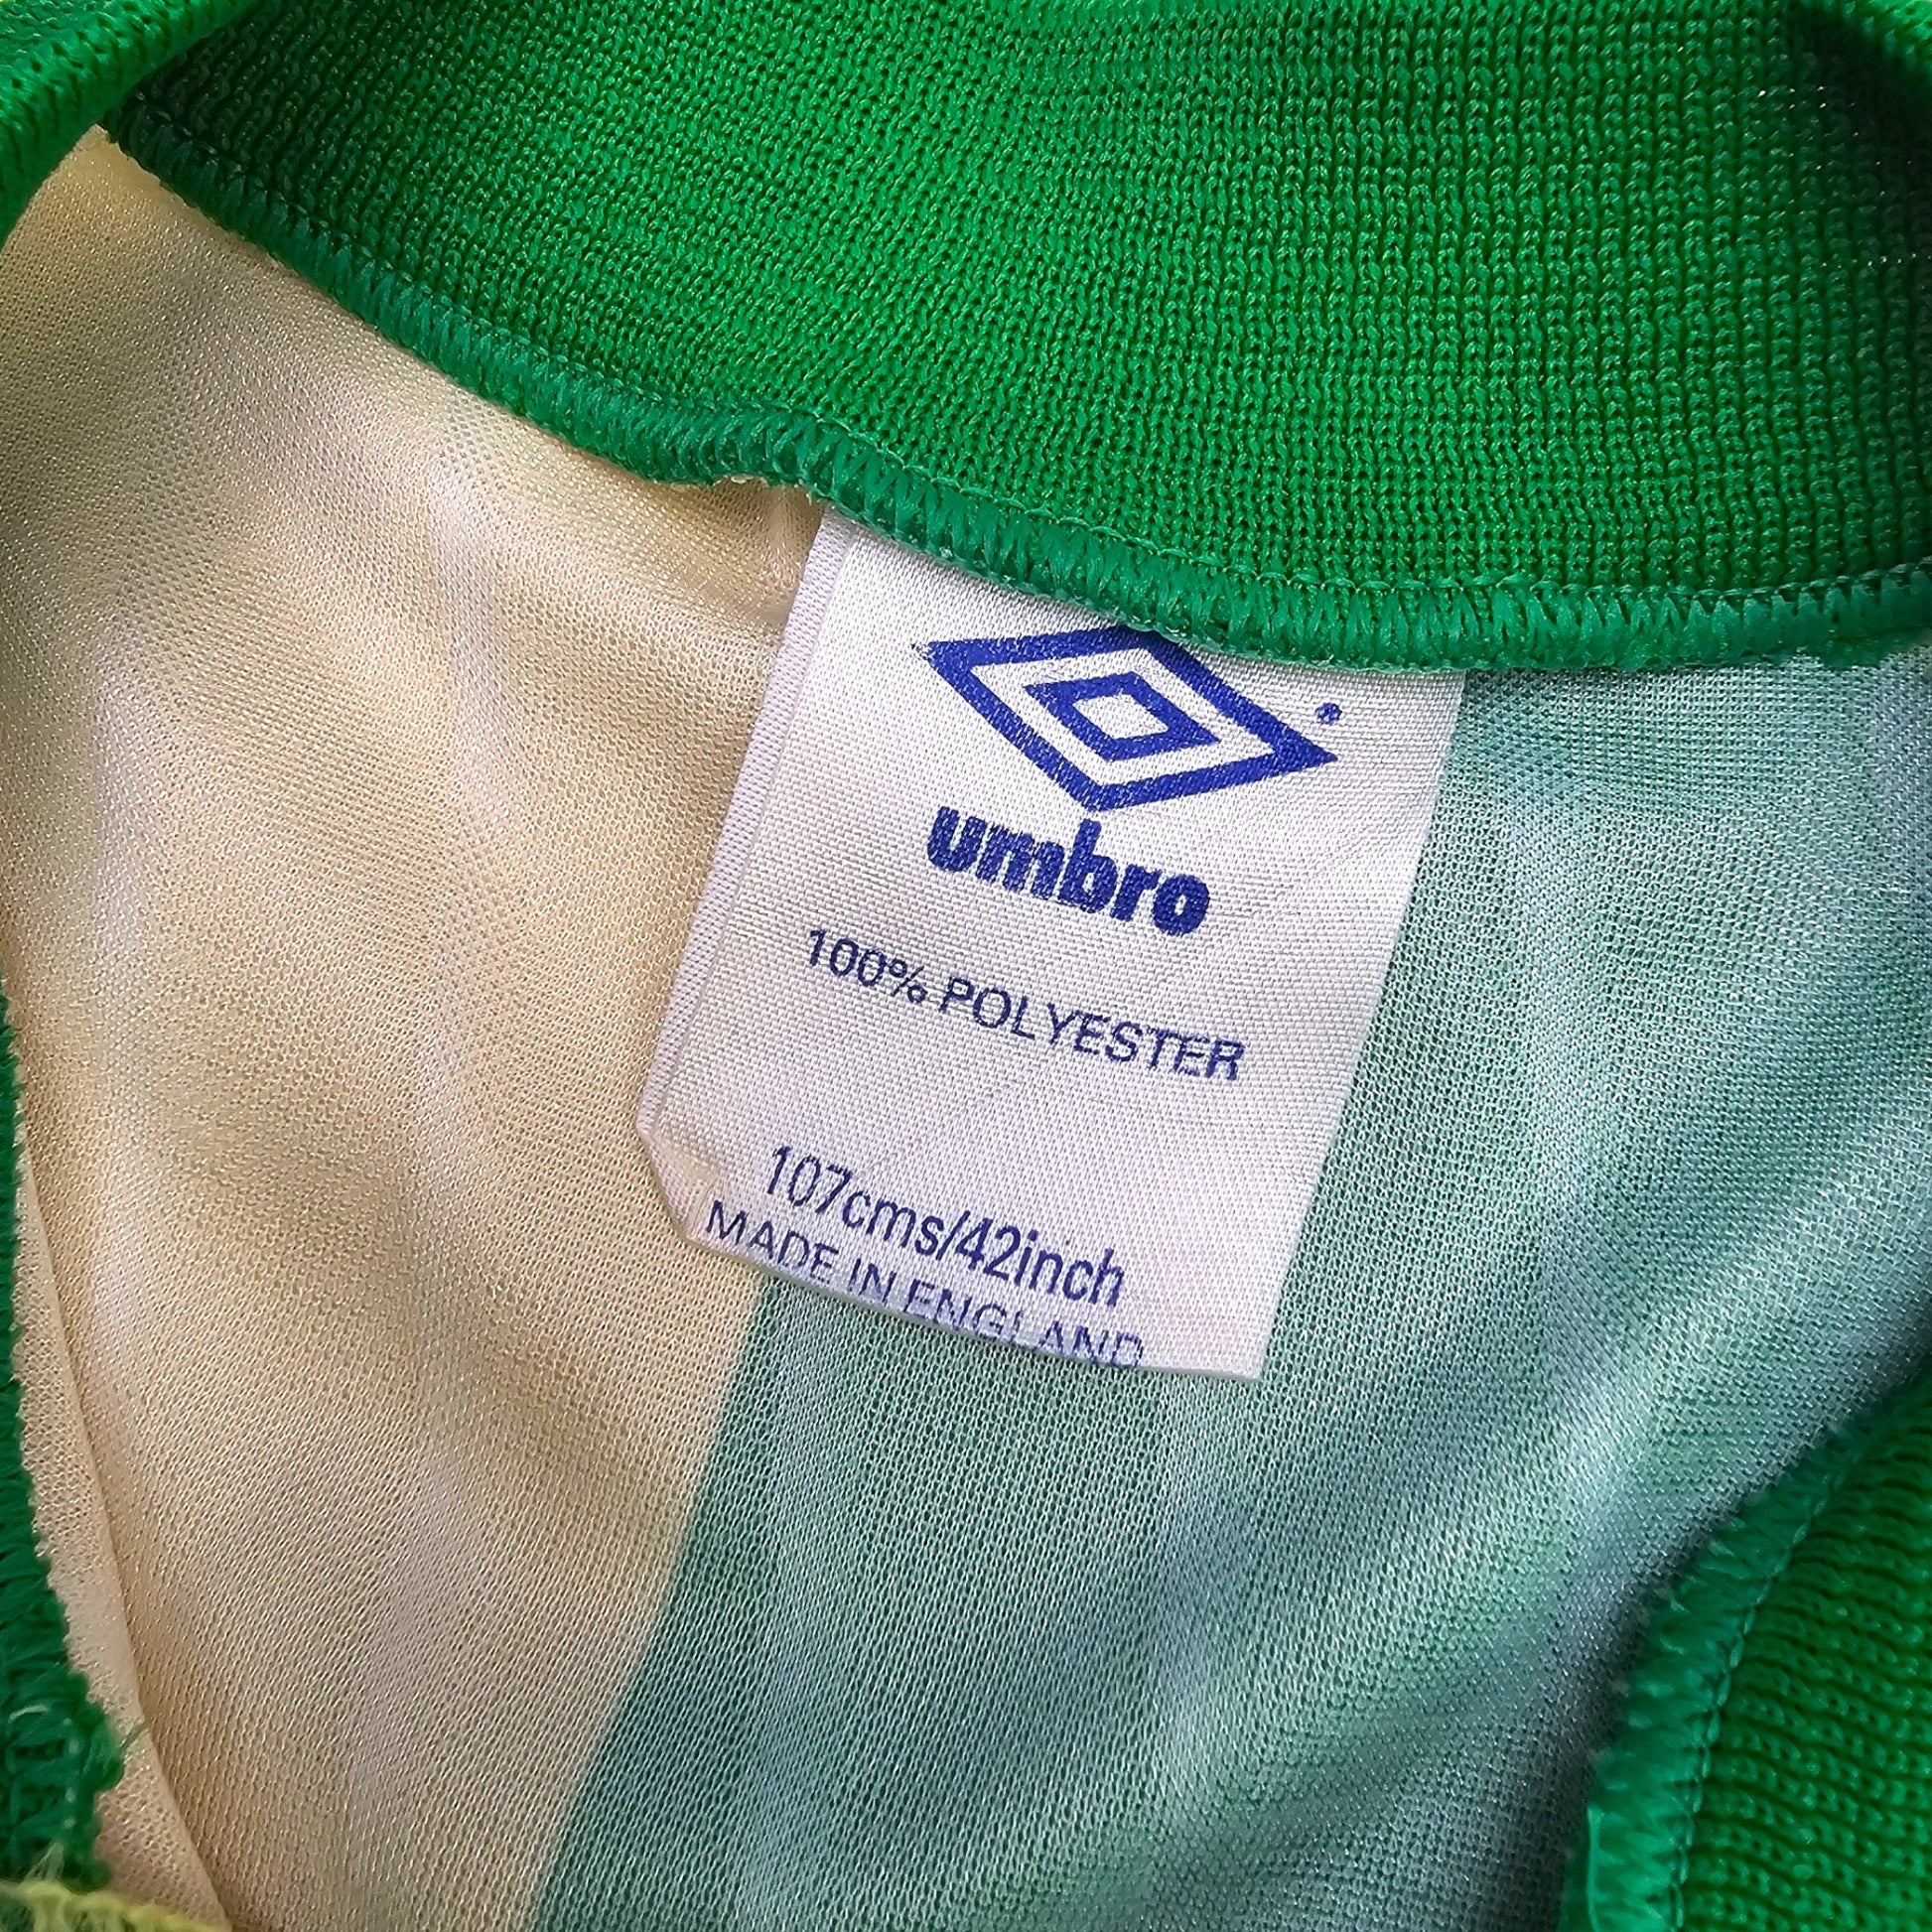 umbro
100% POLYESTER
107cms/42inch
MADE IN ENGLAND